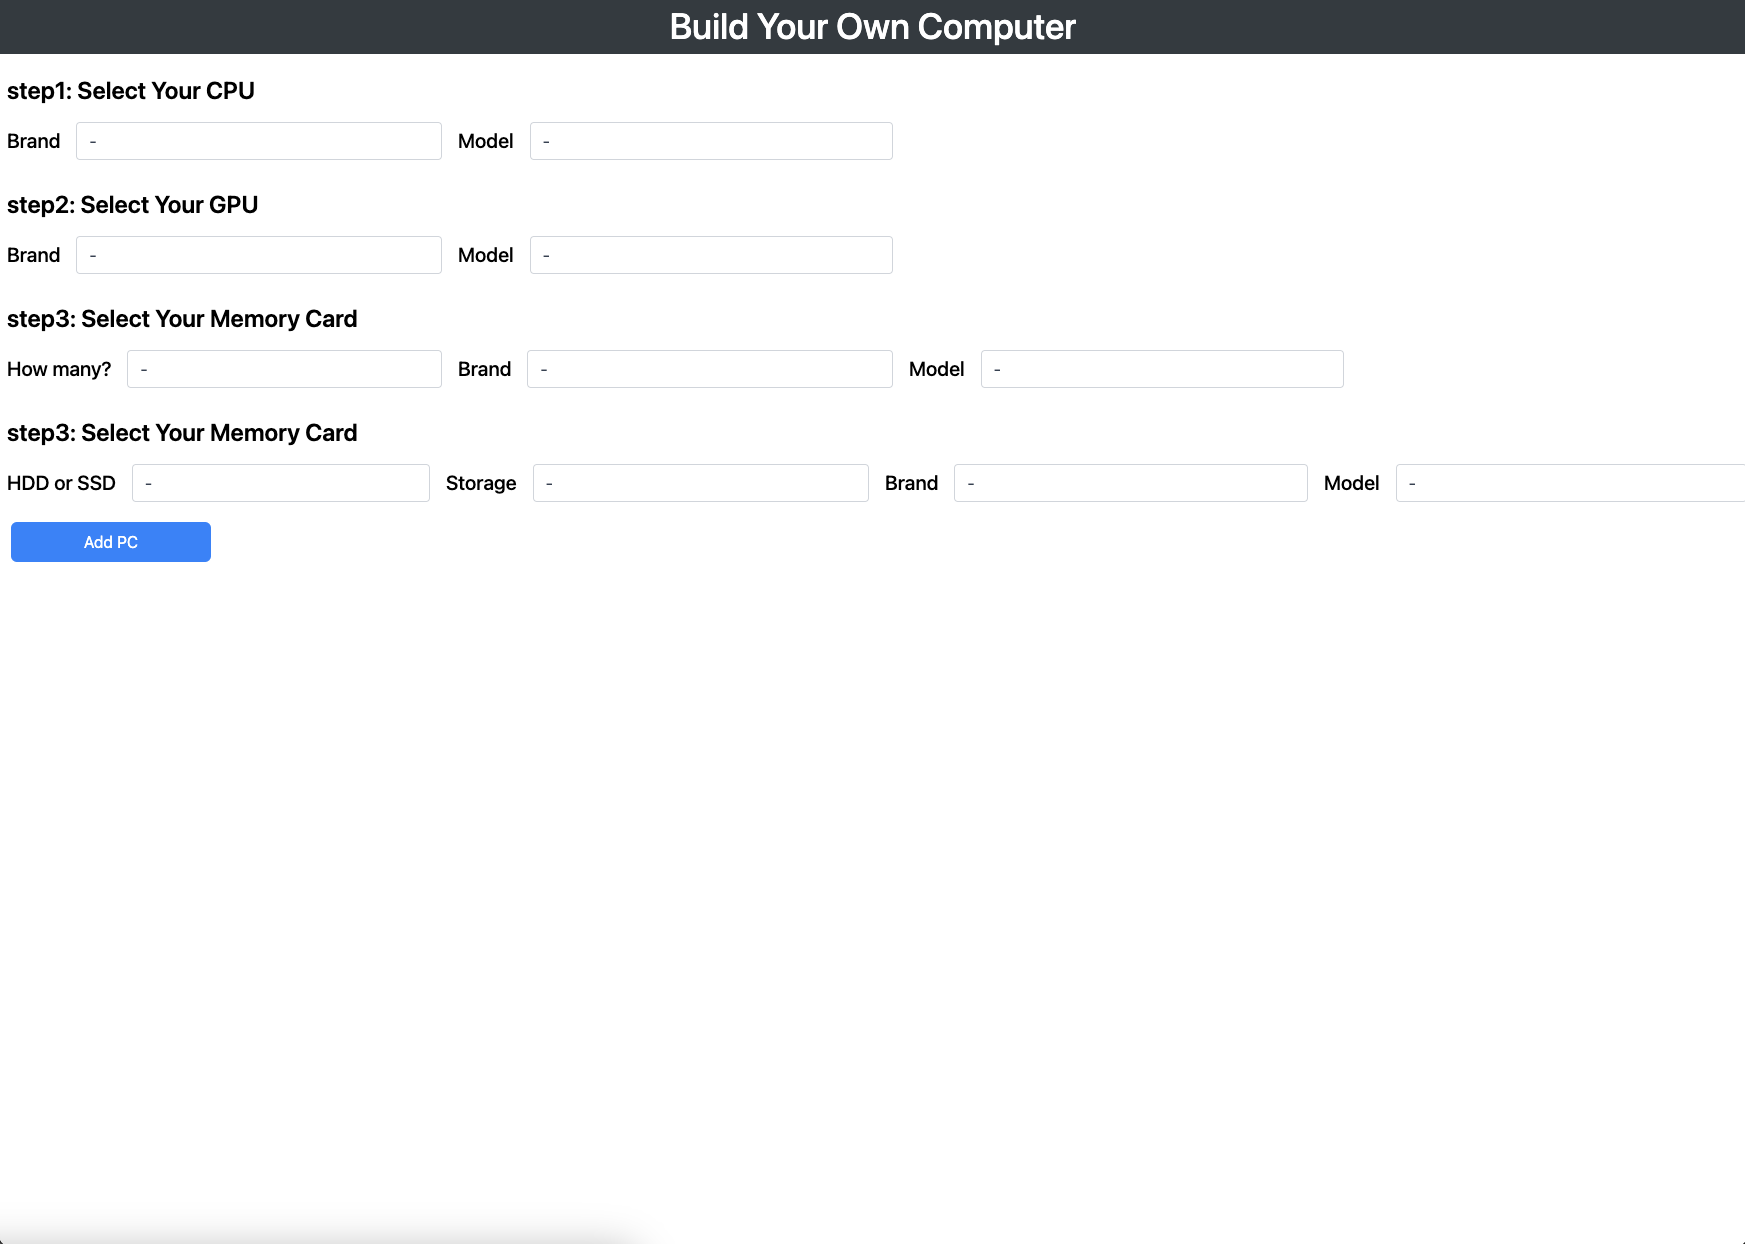 Build Your Own Computer
step1: Select Your CPU
Brand - Model -
step2: Select Your GPU
Brand - Model -
step3: Select Your Memory Card
How many? - Brand - Model -
step3: Select Your Memory Card
HDD or SSD - Storage - Brand - Model -
Add PC